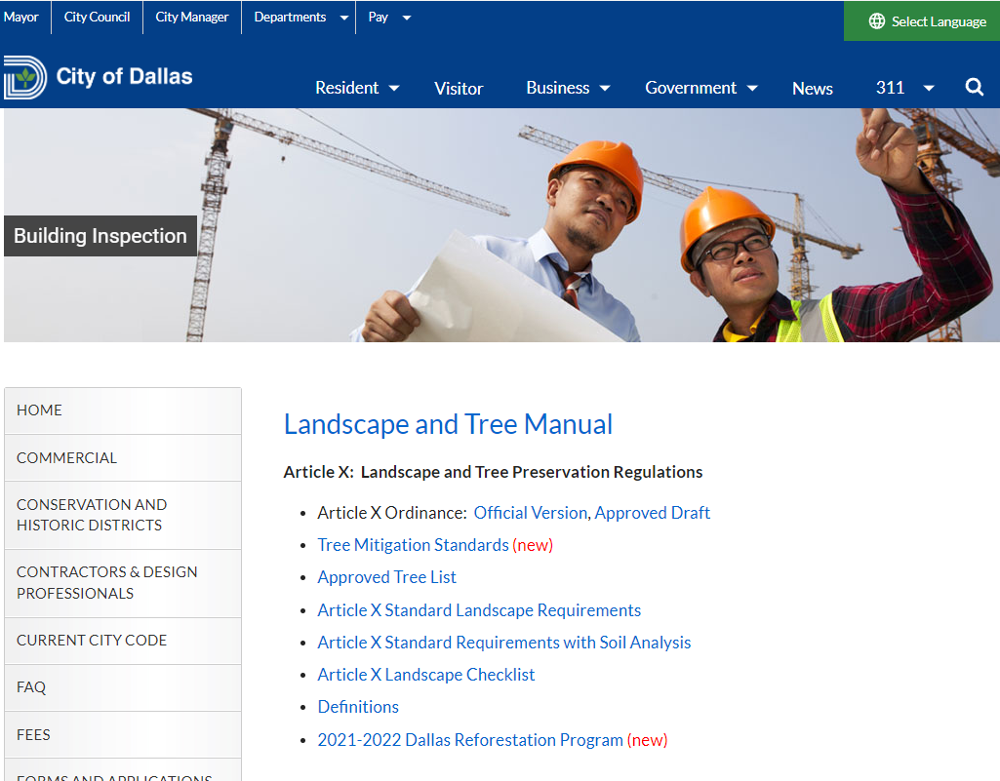 Mayor
City Council
City Manager
Departments
Pay
Select Language
City of Dallas
Resident
Visitor
Business
Government
News
311
Building Inspection
HOME
COMMERCIAL
CONSERVATION AND
HISTORIC DISTRICTS
CONTRACTORS & DESIGN
PROFESSIONALS
CURRENT CITY CODE
FAQ
FEES
FORMS AND APPLICATIONS
Landscape and Tree Manual
Article X:  Landscape and Tree Preservation Regulations
• Article X Ordinance:  Official Version, Approved Draft
• Tree Mitigation Standards (new)
• Approved Tree List
• Article X Standard Landscape Requirements
• Article X Standard Requirements with Soil Analysis
• Article X Landscape Checklist
• Definitions
• 2021-2022 Dallas Reforestation Program (new)